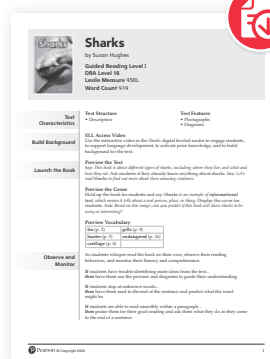 Sharks
Sharks
by Susan Hughes
Guided Reading Level I
DRA Level 16
Lexile Measure 450L
Word Count 414
Text
Characteristics
Text Structure
• Description
Text Features
• Photographs
• Diagrams
Build Background
ELL Access Video
Use the interactive video to the Sharks digital leveled reader to engage students,
to support language development, to activate prior knowledge, and to build
background for the text.
Launch the Book
Preview the Text
Say: This book is about different types of sharks, including where they live, and what and
how they eat. Ask students if they already know anything about sharks. Say: Let's
read Sharks to find out more about these amazing creatures.
Preview the Genre
Hold up the book for students and say: Sharks is an example of informational
text, which means it tells about a real person, place, or thing. Display the cover for
students. Ask: Based on this image, can you predict if the book will show sharks to be
scary or interesting?
Preview Vocabulary
fin (p. 2) gills (p. 9)
hunter (p. 5) endangered (p. 16)
cartilage (p. 6)
Observe and
Monitor
As students whisper-read the book on their own, observe their reading
behaviors, and monitor their fluency and comprehension.
If students have trouble identifying main ideas from the text…
then have them use the pictures and diagrams to guide their understanding.
If students stop at unknown words…
then have them read to the end of the sentence and predict what the word
might be.
If students are able to read smoothly within a paragraph…
then praise them for their good reading and ask them what they do as they come
to the end of a sentence.
Pearson © Copyright 2020
1